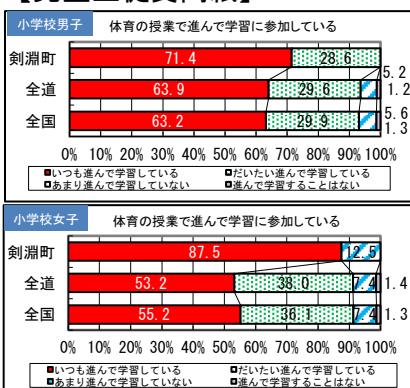 小学校男子
体育の授業で進んで学習に参加している
剣淵町 71.4 28.6
5.2
全道 63.9 29.6 1.2
5.6
全国 63.2 29.9 1.3
0% 10% 20% 30% 40% 50% 60% 70% 80% 90% 100%
■いつも進んで学習している □だいたい進んで学習している
□あまり進んで学習していない ■進んで学習することはない
小学校女子
体育の授業で進んで学習に参加している
剣淵町 87.5 12.5
全道 53.2 38.0 7.4 1.4
全国 55.2 36.1 7.4 1.3
0% 10% 20% 30% 40% 50% 60% 70% 80% 90% 100%
■いつも進んで学習している □だいたい進んで学習している
■あまり進んで学習していない □進んで学習することはない